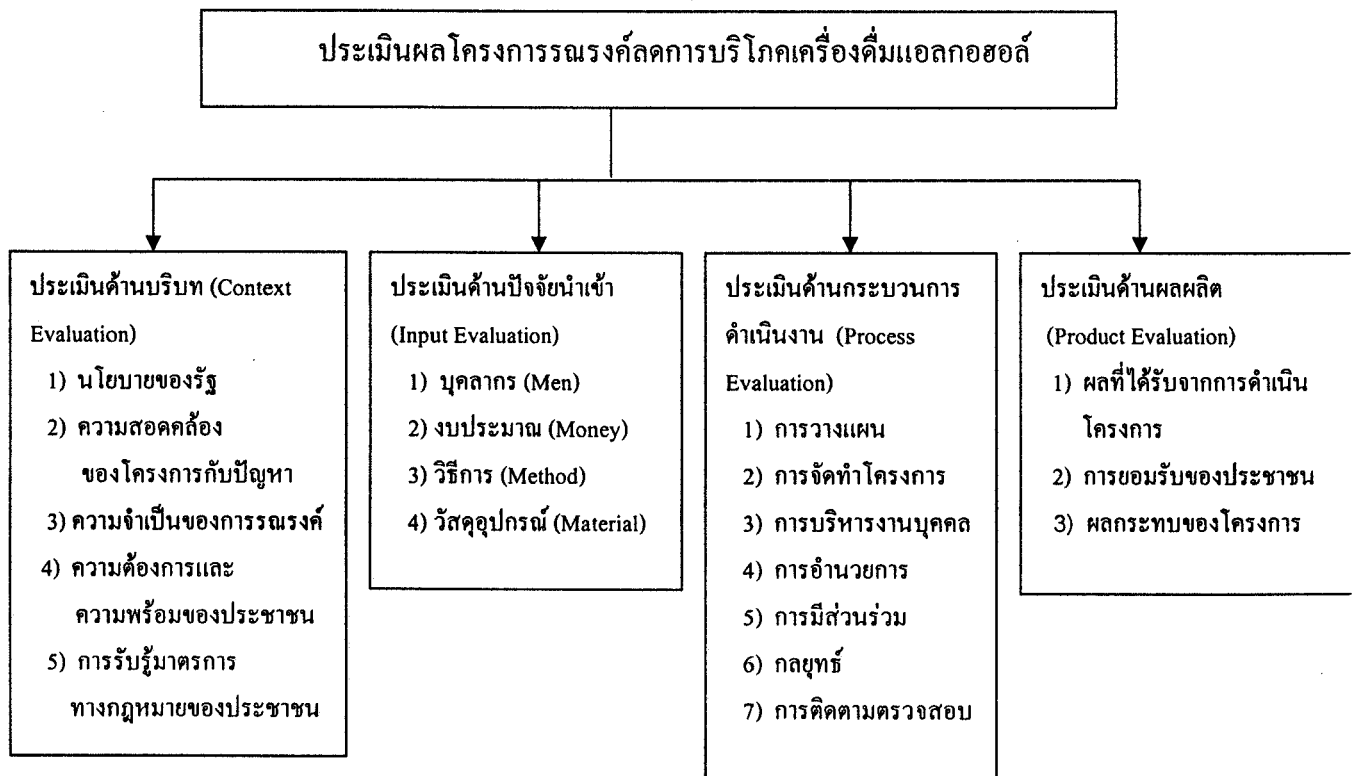 ประเมินผลโครงการรณรงค์ลดการบริโภคเครื่องดื่มแอลกอฮอล์
ประเมินด้านบริบท (Context
Evaluation)
1) นโยบายของรัฐ
2) ความสอดคล้อง
ของโครงการกับปัญหา
3) ความจำเป็นของการรณรงค์
4) ความต้องการและ
ความพร้อมของประชาชน
5) การรับรู้มาตรการ
ทางกฎหมายของประชาชน
ประเมินด้านปัจจัยนำเข้า
(Input Evaluation)
1) บุคลากร (Men)
2) งบประมาณ (Money)
3) วิธีการ (Method)
4) วัสดุอุปกรณ์ (Material)
ประเมินด้านกระบวนการ
ดำเนินงาน (Process
Evaluation)
1) การวางแผน
2) การจัดทำโครงการ
3) การบริหารงานบุคคล
4) การอำนวยการ
5) การมีส่วนร่วม
6) กลยุทธ์
7) การติดตามตรวจสอบ
ประเมินด้านผลผลิต
(Product Evaluation)
1) ผลที่ได้รับจากการดำเนิน
โครงการ
2) การยอมรับของประชาชน
3) ผลกระทบของโครงการ